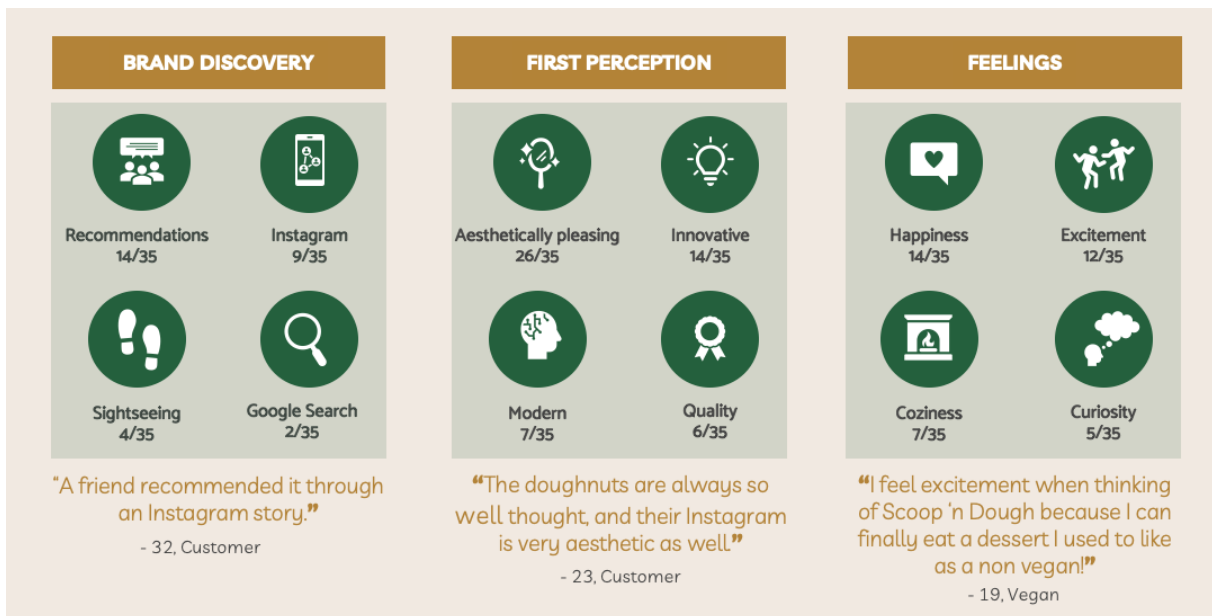 BRAND DISCOVERY
Recommendations
14/35
Instagram
9/35
Sightseeing
4/35
Google Search
2/35
“A friend recommended it through
an Instagram story.”
- 32, Customer
FIRST PERCEPTION
Aesthetically pleasing
26/35
Innovative
14/35
Modern
7/35
Quality
6/35
“The doughnuts are always so
well thought, and their Instagram
is very aesthetic as well”
- 23, Customer
FEELINGS
Happiness
14/35
Excitement
12/35
Coziness
7/35
Curiosity
5/35
“I feel excitement when thinking
of Scoop ’n Dough because I can
finally eat a dessert I used to like
as a non vegan!”
- 19, Vegan